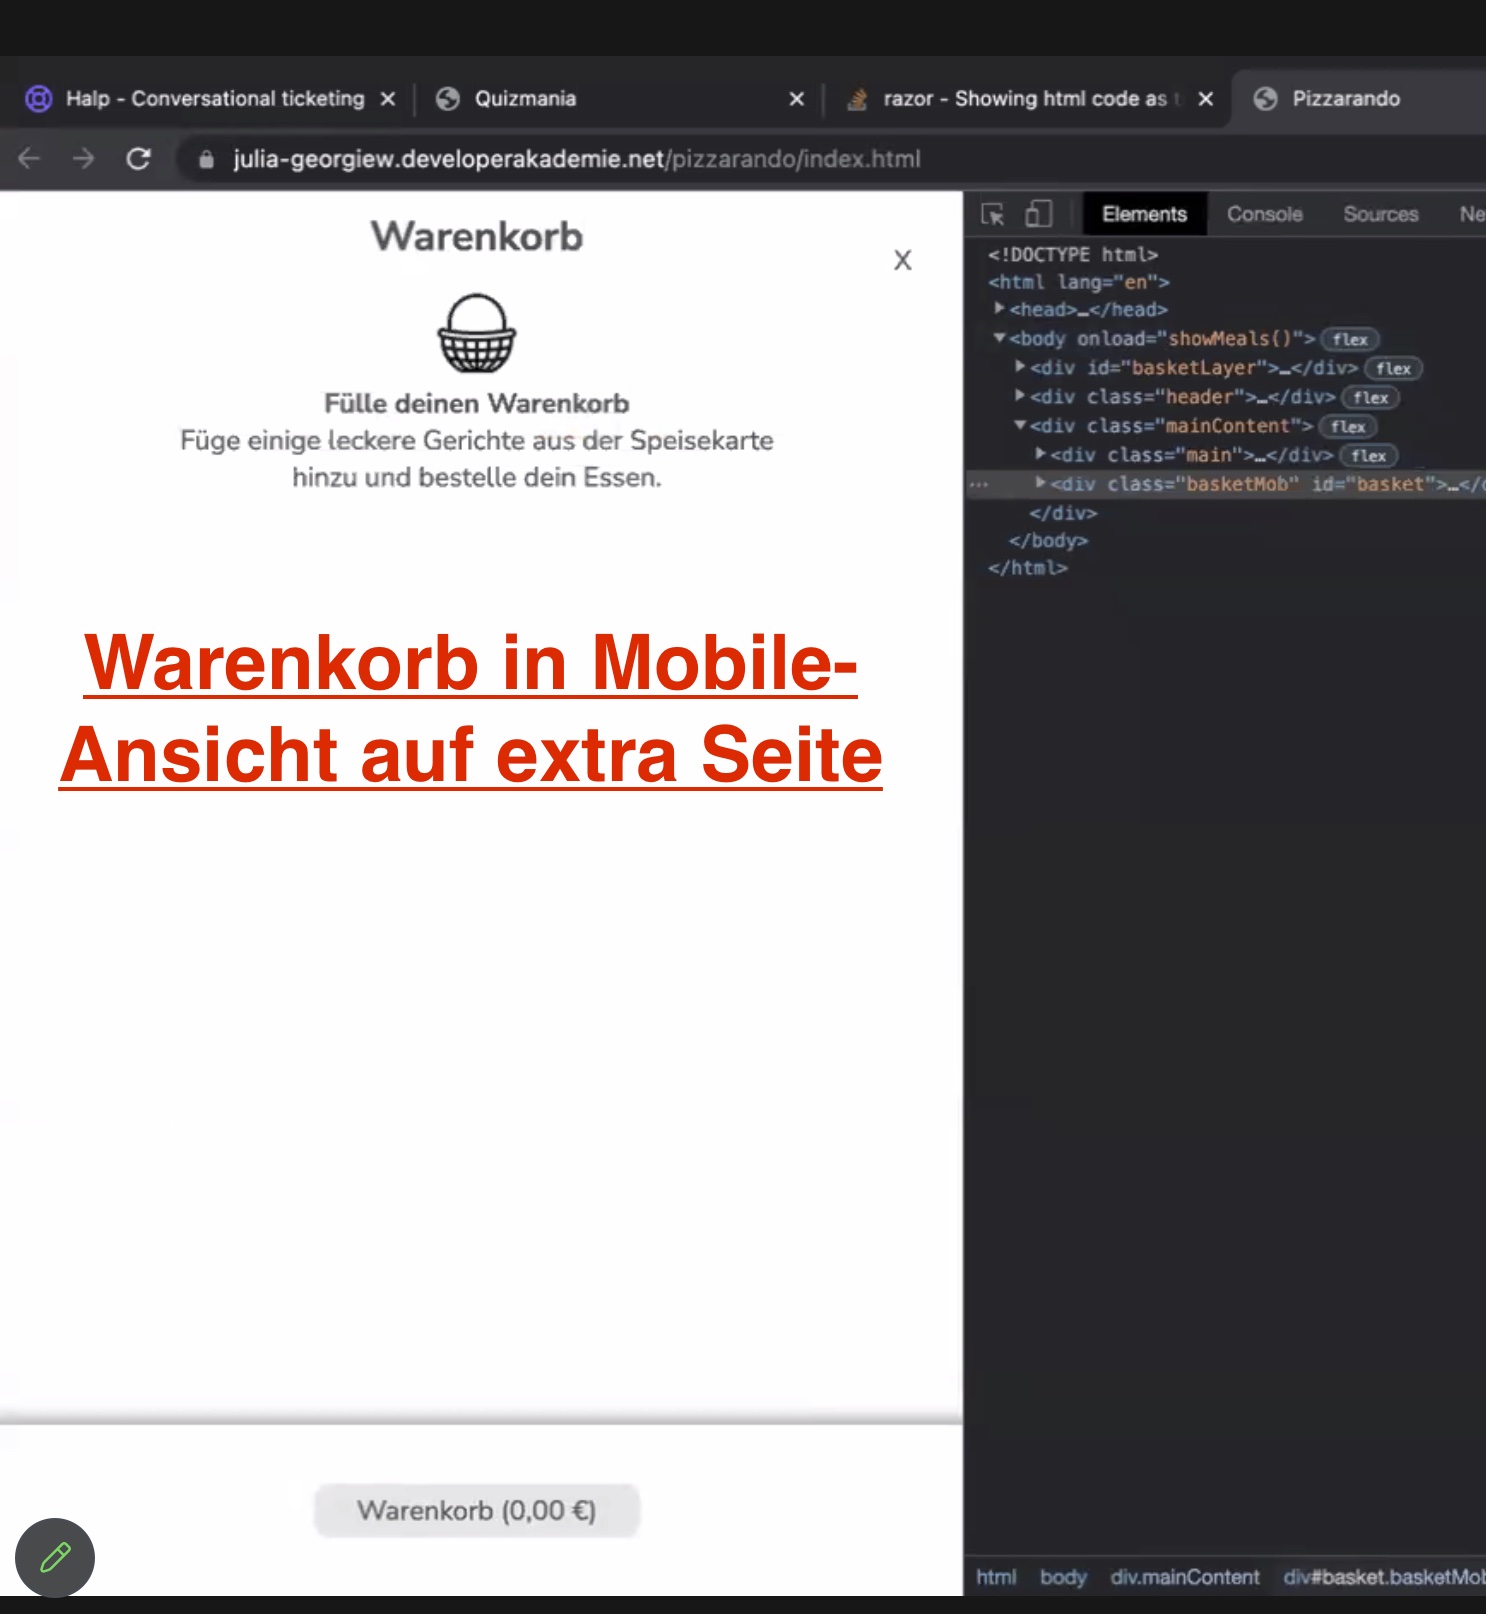 Halp - Conversational ticketing
Quizmania
razor - Showing html code as
Pizzarando
julia-georgiew.developerakademie.net/pizzarando/index.html
Warenkorb
X
Fülle deinen Warenkorb
Füge einige leckere Gerichte aus der Speisekarte
hinzu und bestelle dein Essen.
Warenkorb in Mobile-
Ansicht auf extra Seite
Warenkorb (0,00 €)
Elements Console Sources Ne
<!DOCTYPE html>
<html lang="en">
<head>…</head>
<body onload="showMeals()"> flex
<div id="basketLayer">…</div> flex
<div class="header">…</div> flex
<div class="mainContent"> flex
<div class="main">…</div> flex
<div class="basketMob" id="basket">…</
</div>
</body>
</html>
html body div.mainContent div#basket.basketMob